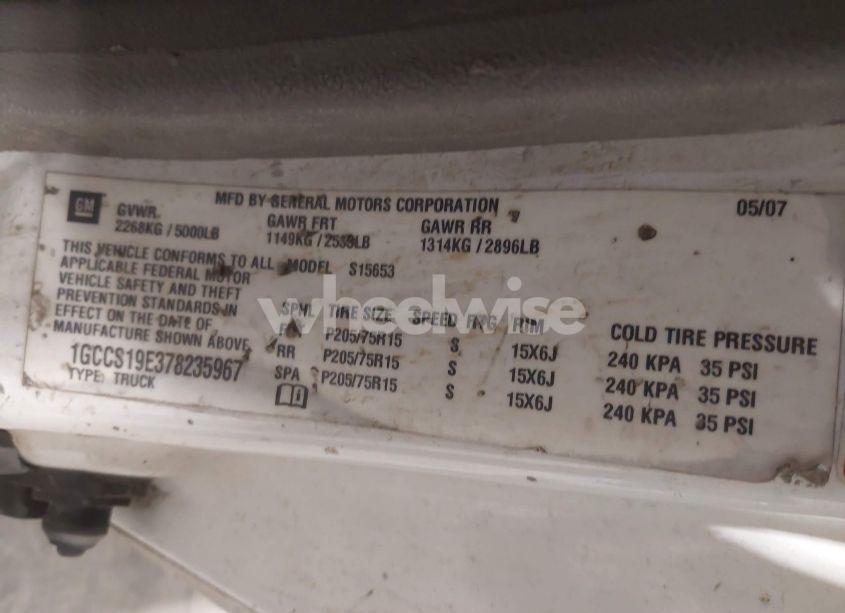 GM
MFD BY GENERAL MOTORS CORPORATION
05/07
GVWR GAWR FRT GAWR RR
2268KG / 5000LB 1149KG / 2533LB 1314KG / 2896LB
THIS VEHICLE CONFORMS TO ALL
APPLICABLE FEDERAL MOTOR
VEHICLE SAFETY AND THEFT
PREVENTION STANDARDS IN
EFFECT ON THE DATE OF
MANUFACTURE SHOWN ABOVE
1GCCS19E378235967
TYPE: TRUCK
MODEL S15653
TIRE SIZE SPEED RTG RIM COLD TIRE PRESSURE
P205/75R15 S 15X6J 240 KPA 35 PSI
RR P205/75R15 S 15X6J 240 KPA 35 PSI
SPA P205/75R15 S 15X6J 240 KPA 35 PSI
wheelwise